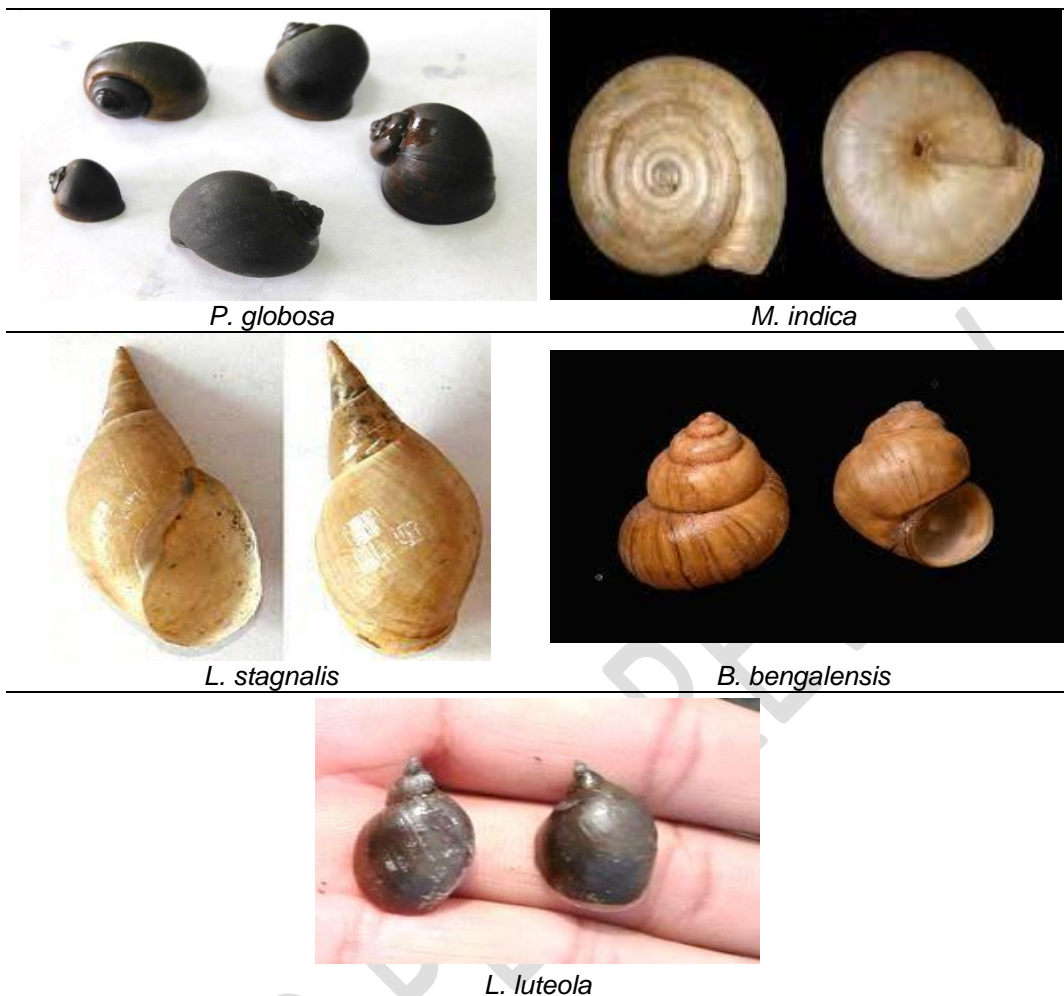 P. globosa
M. indica
L. stagnalis
B. bengalensis
L. luteola